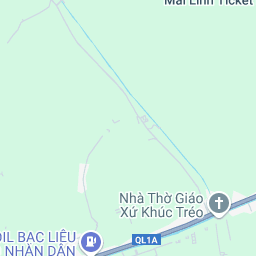 Mai Linh Ticket
Nhà Thờ Giáo
Xứ Khúc Tréo
QL1A
OIL BẠC LIÊU
NHÂN DÂN